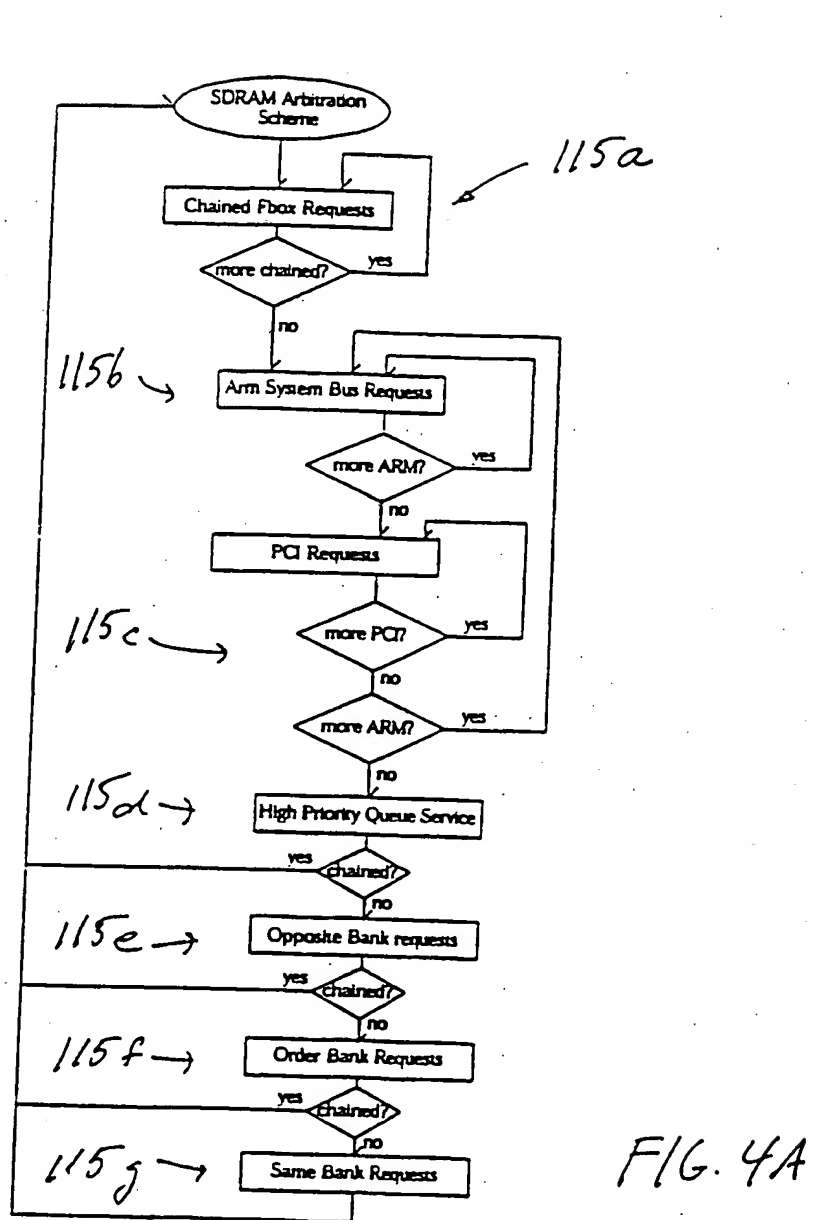 SDRAM Arbitration
Scheme
115a
Chained Fbox Requests
more chained?
yes
no
115b
Arm System Bus Requests
more ARM?
yes
no
PCI Requests
115c
more PCI?
yes
no
more ARM?
yes
no
115d
High Priority Queue Service
yes
chained?
no
115e
Opposite Bank requests
yes
chained?
no
115f
Order Bank Requests
yes
chained?
no
115g
Same Bank Requests
FIG. 4A